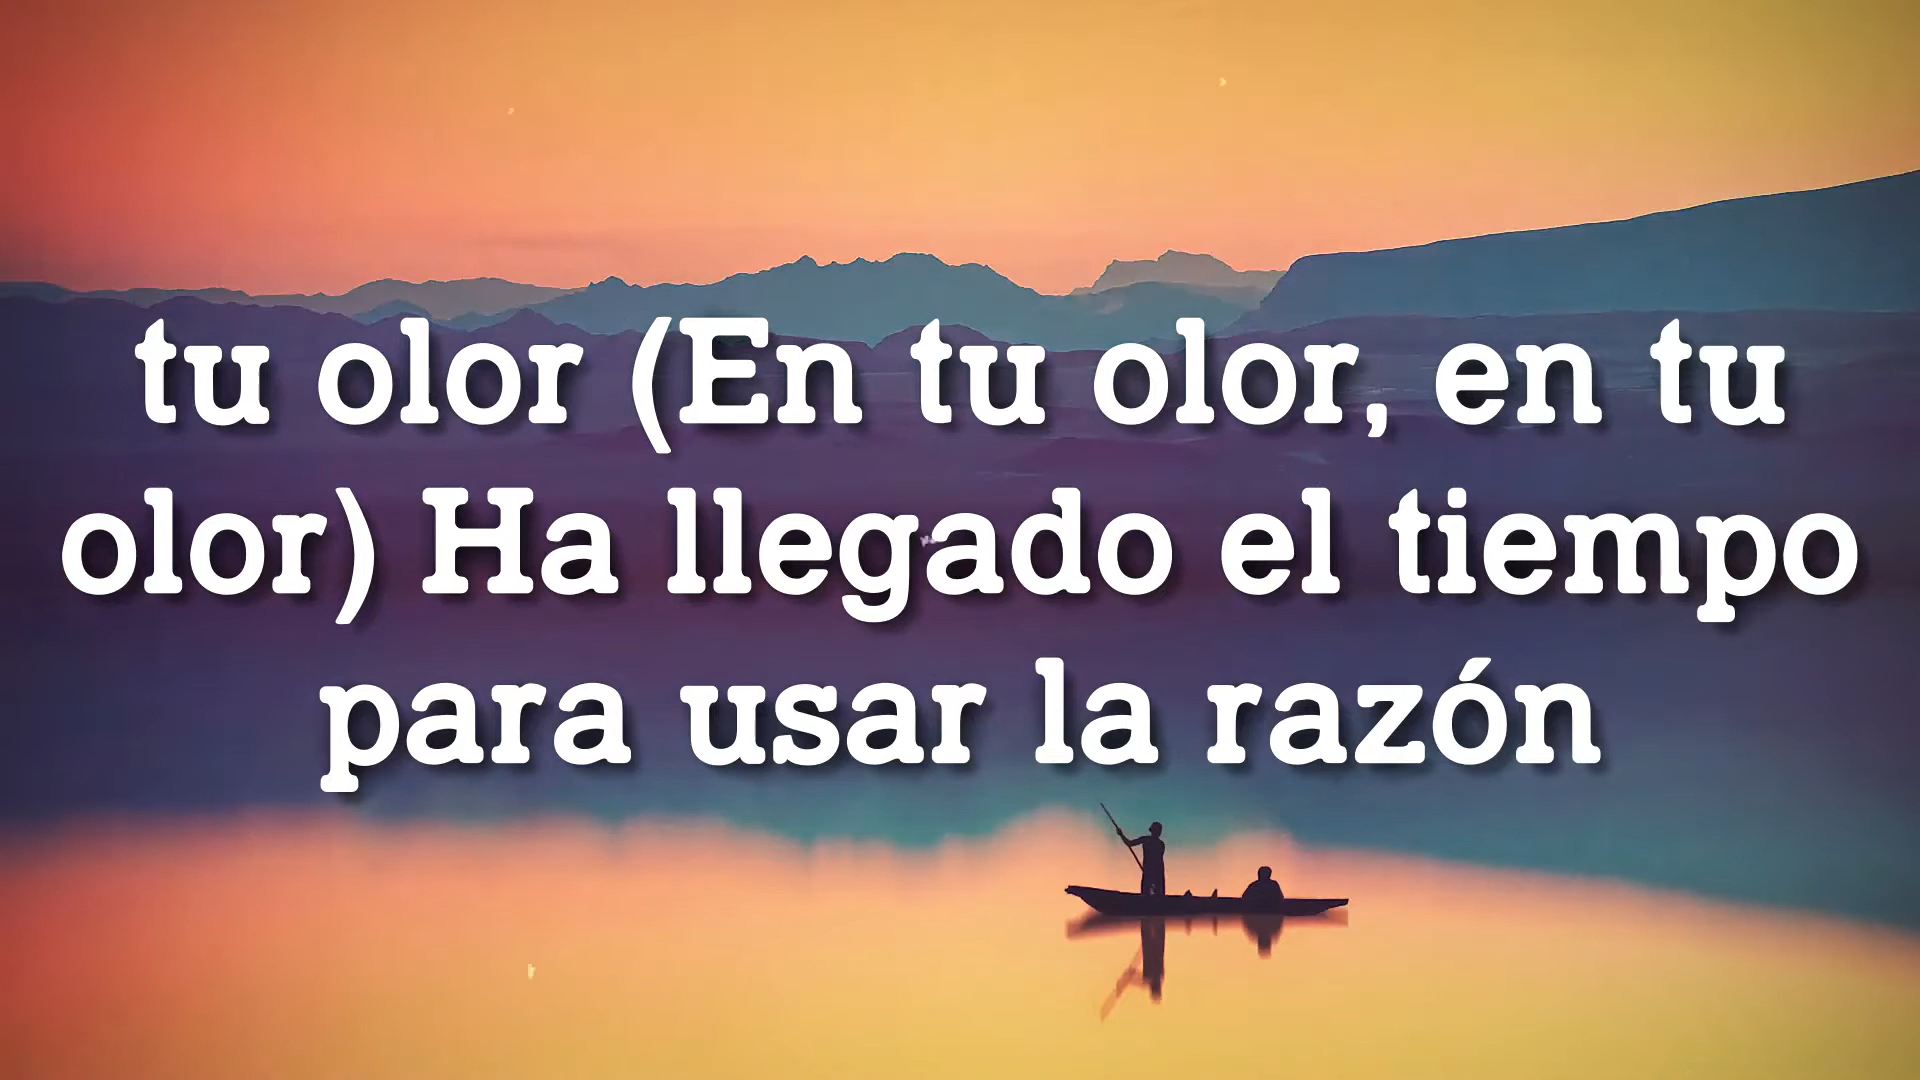 tu olor (En tu olor, en tu
olor) Ha llegado el tiempo
para usar la razón